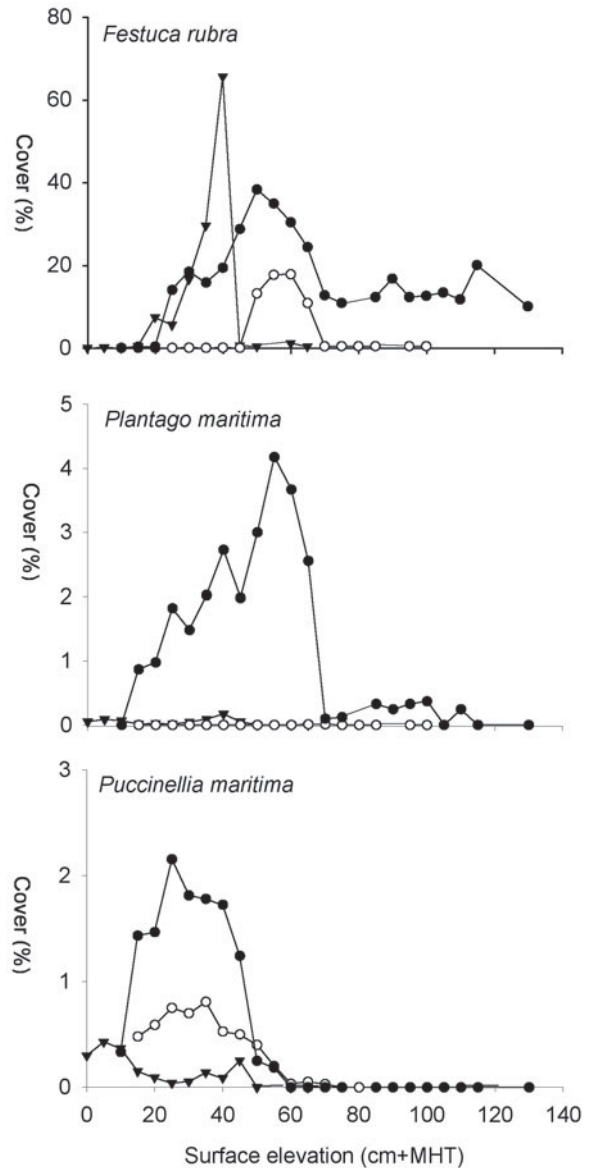 Festuca rubra
Cover (%)
80
60
40
20
0
Plantago maritima
Cover (%)
5
4
3
2
1
0
Puccinellia maritima
Cover (%)
3
2
1
0
0 20 40 60 80 100 120 140
Surface elevation (cm+MHT)